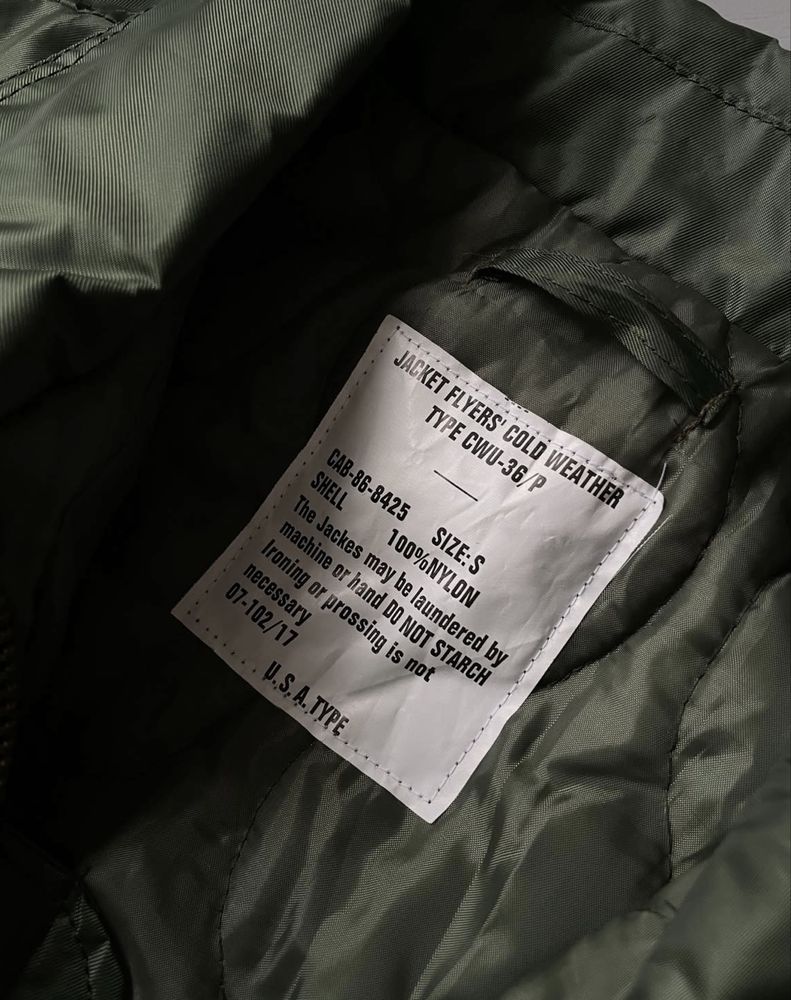 JACKET FLYERS' COLD WEATHER
TYPE CWU-36/P
CAB-86-8425 SIZE:S
SHELL 100%NYLON
The Jackes may be laundered by
machine or hand DO NOT STARCH
Ironing or prossing is not
necessary
07-102/17
U.S.A.TYPE